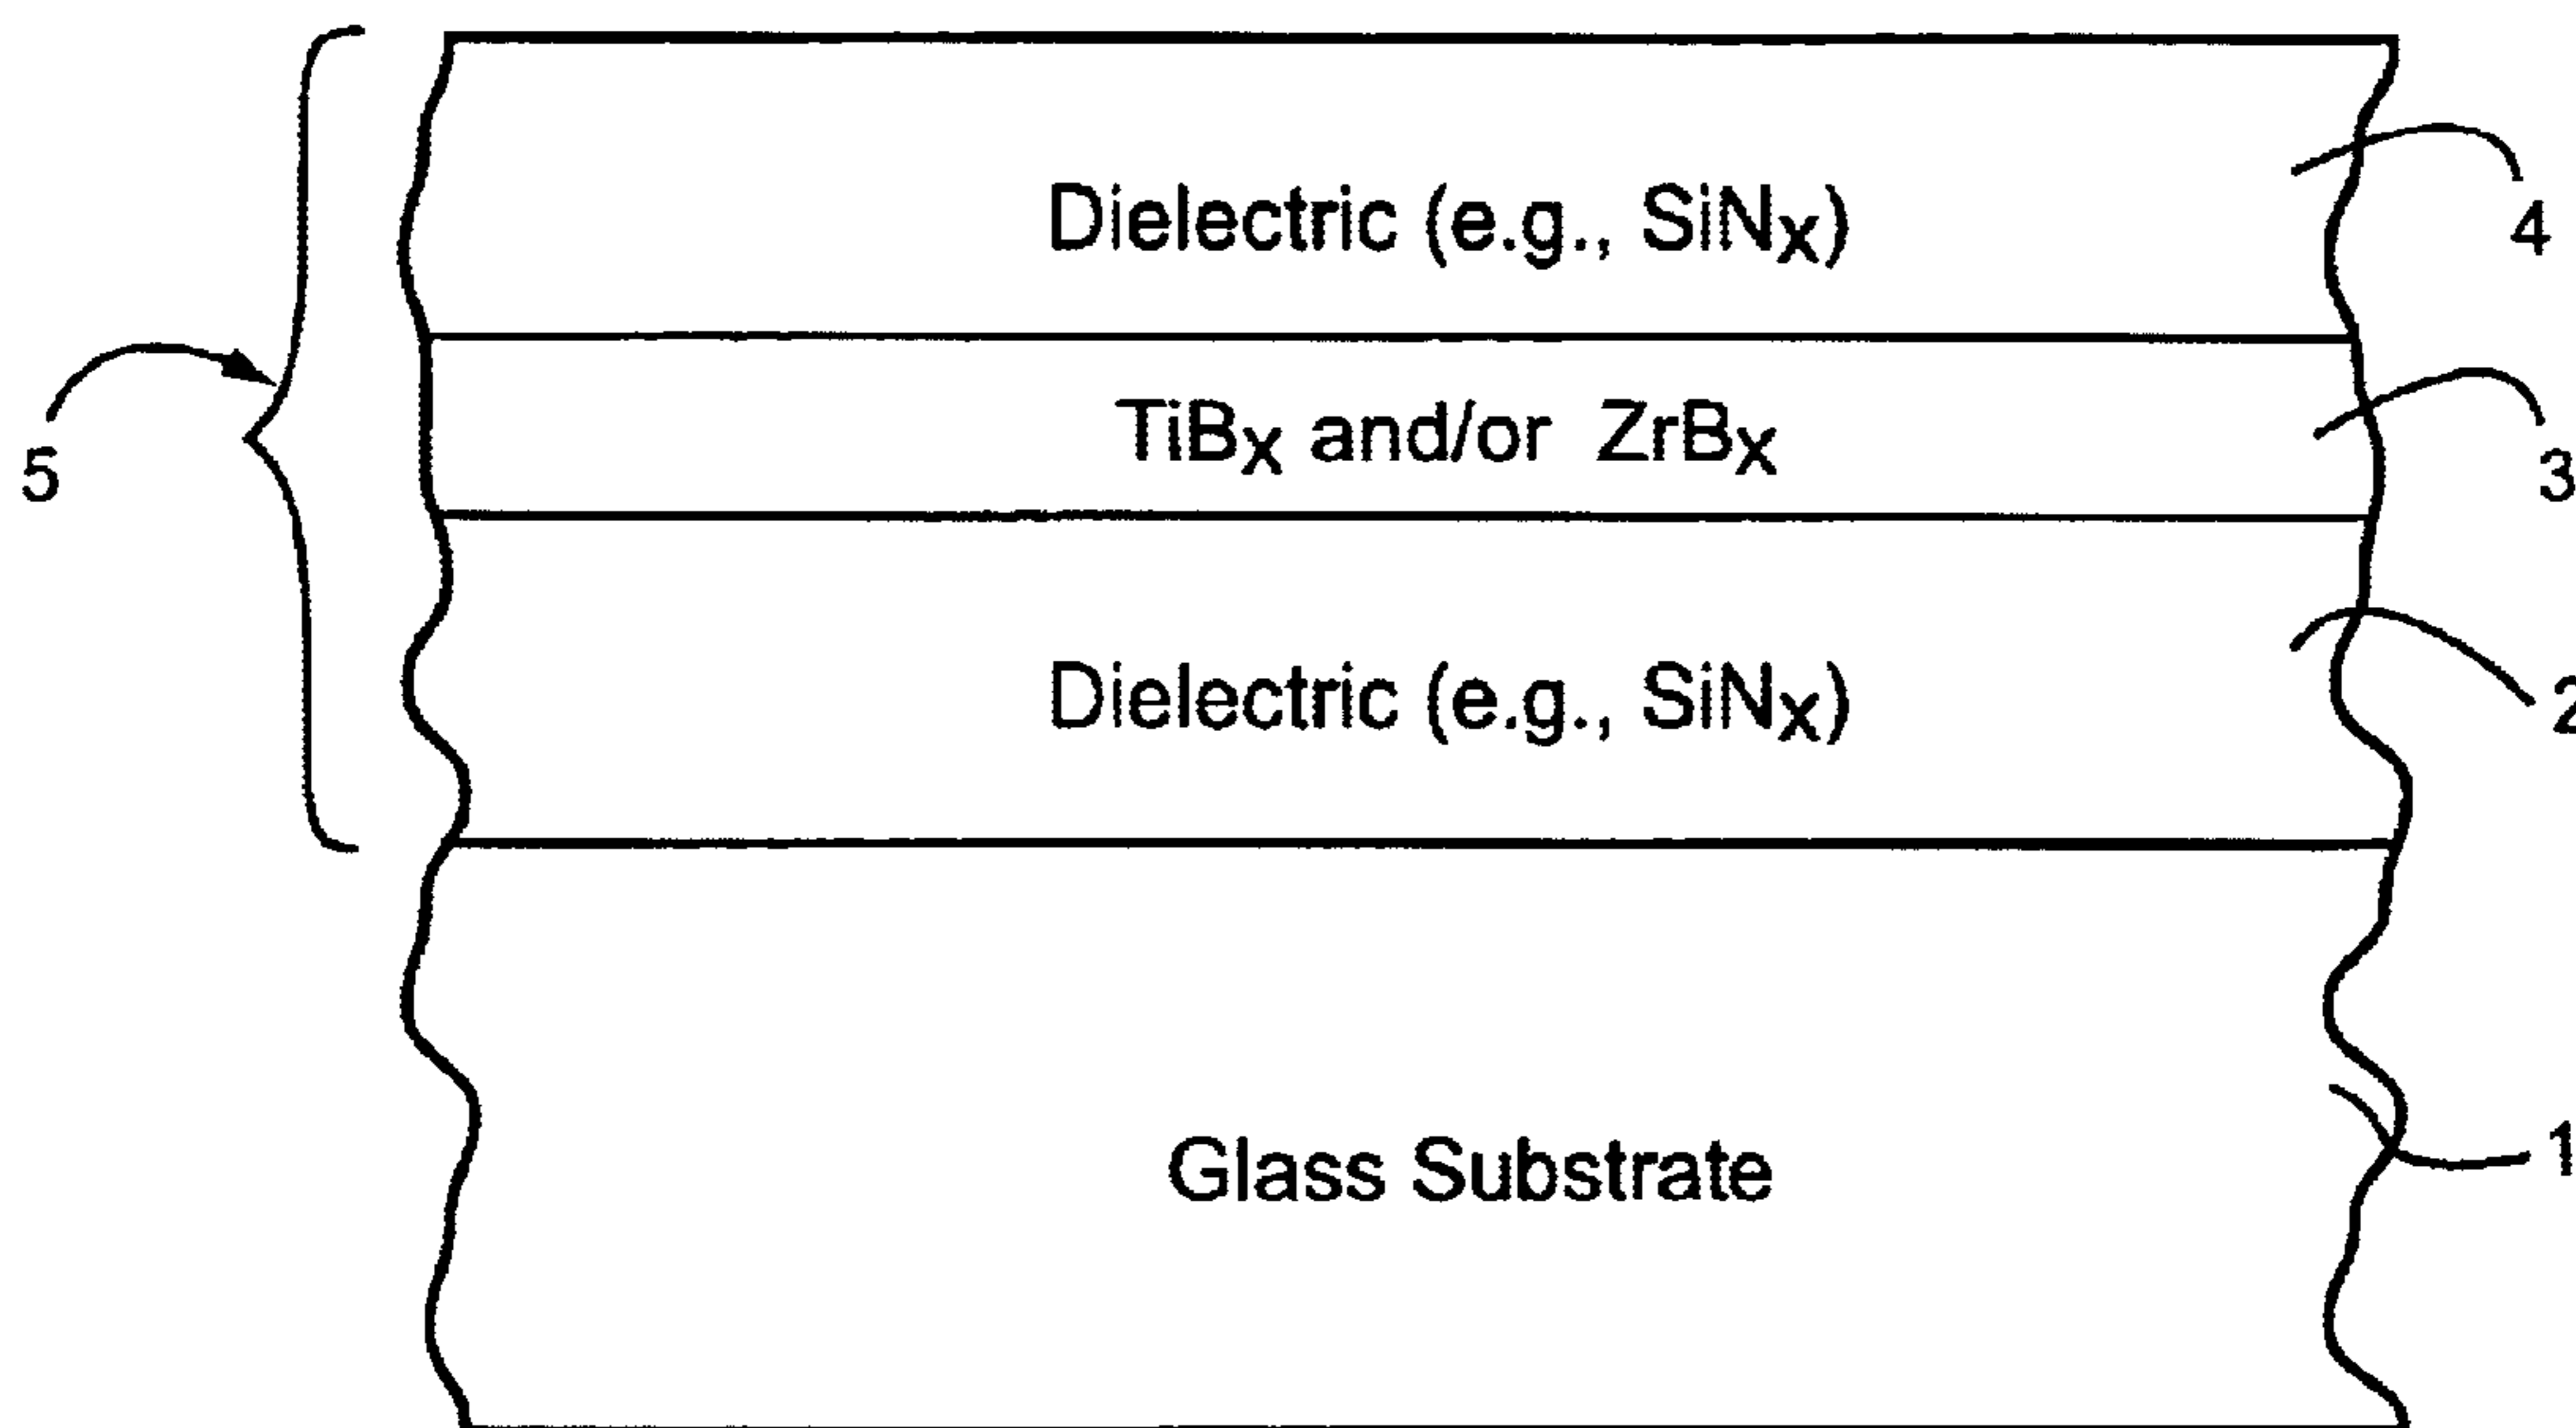 Dielectric (e.g., SiNx)
4
TiBx and/or ZrBx
3
5
Dielectric (e.g., SiNx)
2
Glass Substrate
1